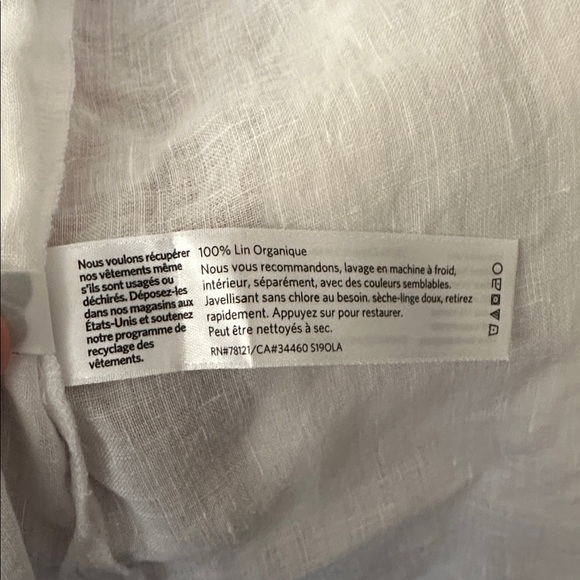 Nous voulons récupérer
nos vêtements même
s'ils sont usagés ou
déchirés. Déposez-les
dans nos magasins aux
États-Unis et soutenez
notre programme de
recyclage des
vêtements.
100% Lin Organique
Nous vous recommandons, lavage en machine à froid,
intérieur, séparément, avec des couleurs semblables.
Javellisant sans chlore au besoin. sèche-linge doux, retirez
rapidement. Appuyez sur pour restaurer.
Peut être nettoyés à sec.
RN#78121/CA#34460 S19OLA